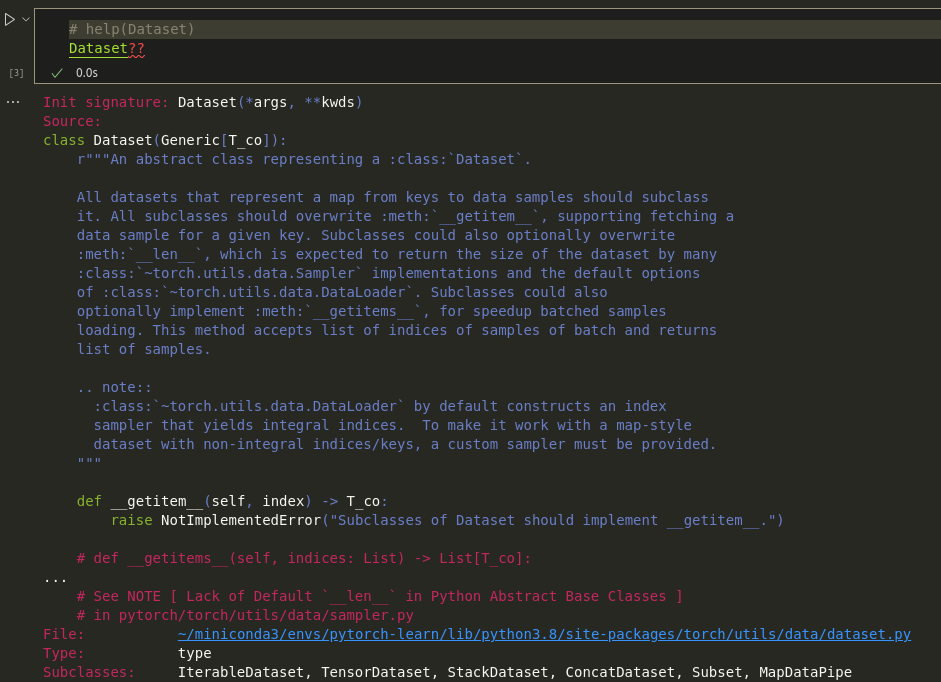 # help(Dataset)
Dataset??
[3]
0.0s
...
Init signature: Dataset(*args, **kwds)
Source:
class Dataset(Generic[T_co]):
    r"""An abstract class representing a :class:`Dataset`.

    All datasets that represent a map from keys to data samples should subclass
    it. All subclasses should overwrite :meth:`__getitem__`, supporting fetching a
    data sample for a given key. Subclasses could also optionally overwrite
    :meth:`__len__`, which is expected to return the size of the dataset by many
    :class:`~torch.utils.data.Sampler` implementations and the default options
    of :class:`~torch.utils.data.DataLoader`. Subclasses could also
    optionally implement :meth:`__getitems__`, for speedup batched samples
    loading. This method accepts list of indices of samples of batch and returns
    list of samples.

    .. note::
      :class:`~torch.utils.data.DataLoader` by default constructs an index
      sampler that yields integral indices.  To make it work with a map-style
      dataset with non-integral indices/keys, a custom sampler must be provided.
    """

    def __getitem__(self, index) -> T_co:
        raise NotImplementedError("Subclasses of Dataset should implement __getitem__.")

    # def __getitems__(self, indices: List) -> List[T_co]:
...
    # See NOTE [ Lack of Default `__len__` in Python Abstract Base Classes ]
    # in pytorch/torch/utils/data/sampler.py
File:           ~/miniconda3/envs/pytorch-learn/lib/python3.8/site-packages/torch/utils/data/dataset.py
Type:           type
Subclasses:     IterableDataset, TensorDataset, StackDataset, ConcatDataset, Subset, MapDataPipe